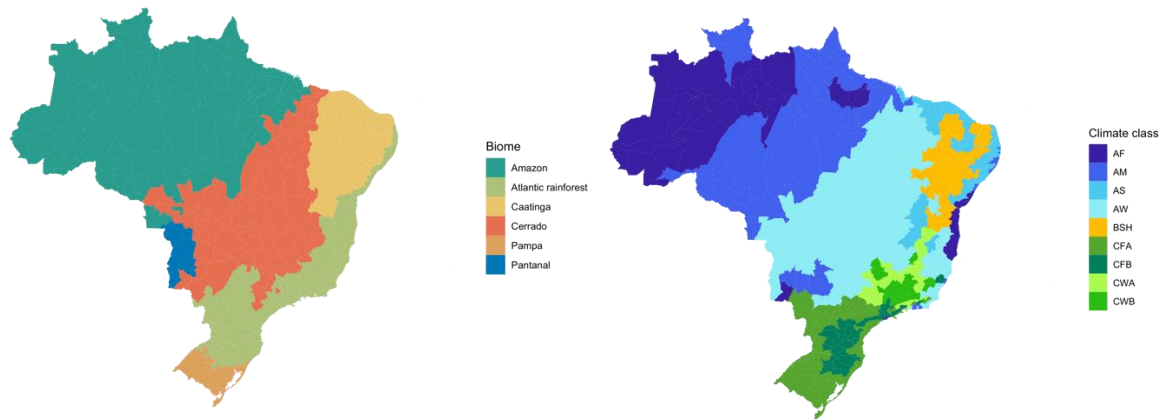 Biome
Amazon
Atlantic rainforest
Caatinga
Cerrado
Pampa
Pantanal
Climate class
AF
AM
AS
AW
BSH
CFA
CFB
CWA
CWB